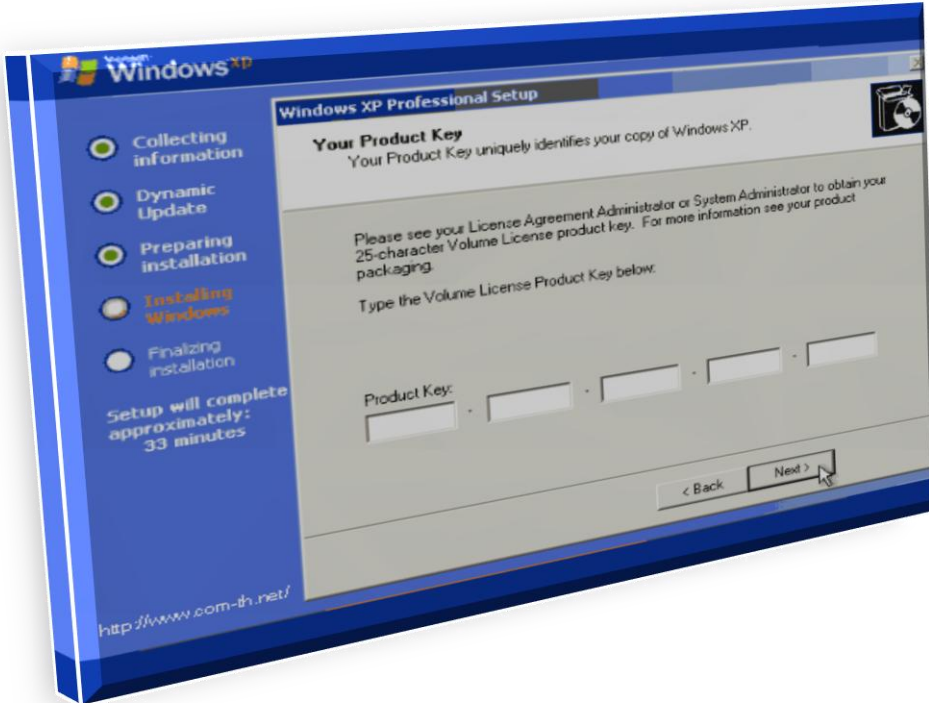 Microsoft
Windows xp
Collecting
information
Dynamic
Update
Preparing
installation
Installing
Windows
Finalizing
installation
Setup will complete
approximately:
33 minutes
http://www.com-th.net/
Windows XP Professional Setup
Your Product Key
Your Product Key uniquely identifies your copy of Windows XP.
Please see your License Agreement Administrator or System Administrator to obtain your
25-character Volume License product key. For more information see your product
packaging.
Type the Volume License Product Key below:
Product Key:
- - - -
< Back
Next >